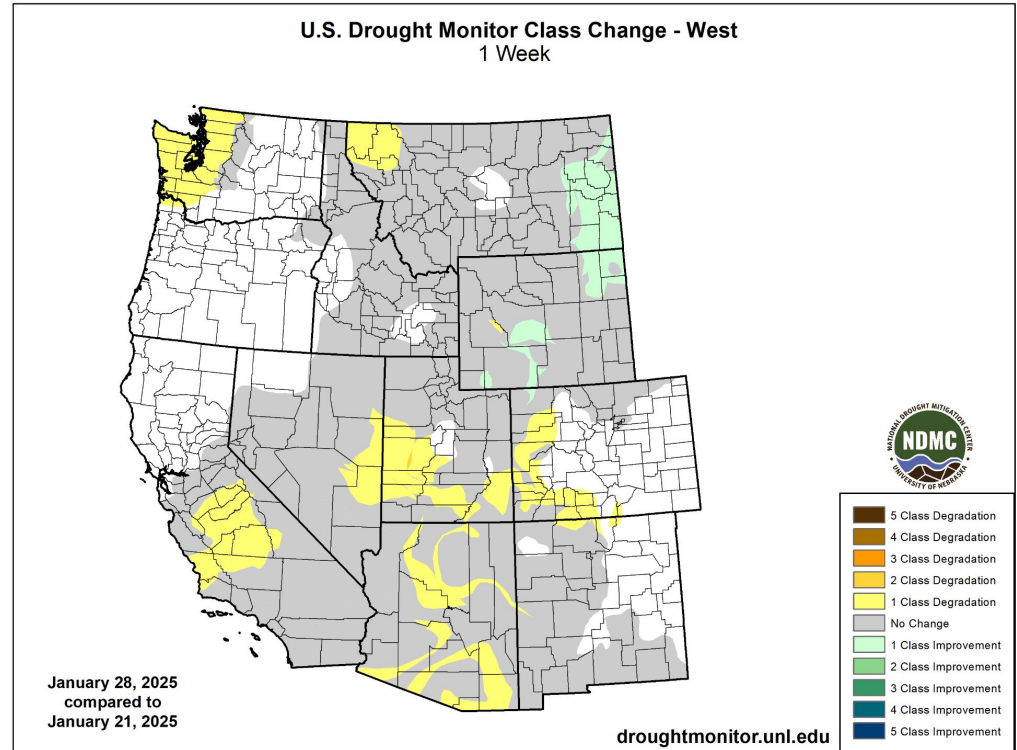 U.S. Drought Monitor Class Change - West
1 Week
NATIONAL DROUGHT MITIGATION CENTER
NDMC
UNIVERSITY OF NEBRASKA
5 Class Degradation
4 Class Degradation
3 Class Degradation
2 Class Degradation
1 Class Degradation
No Change
1 Class Improvement
2 Class Improvement
3 Class Improvement
4 Class Improvement
5 Class Improvement
January 28, 2025
compared to
January 21, 2025
droughtmonitor.unl.edu